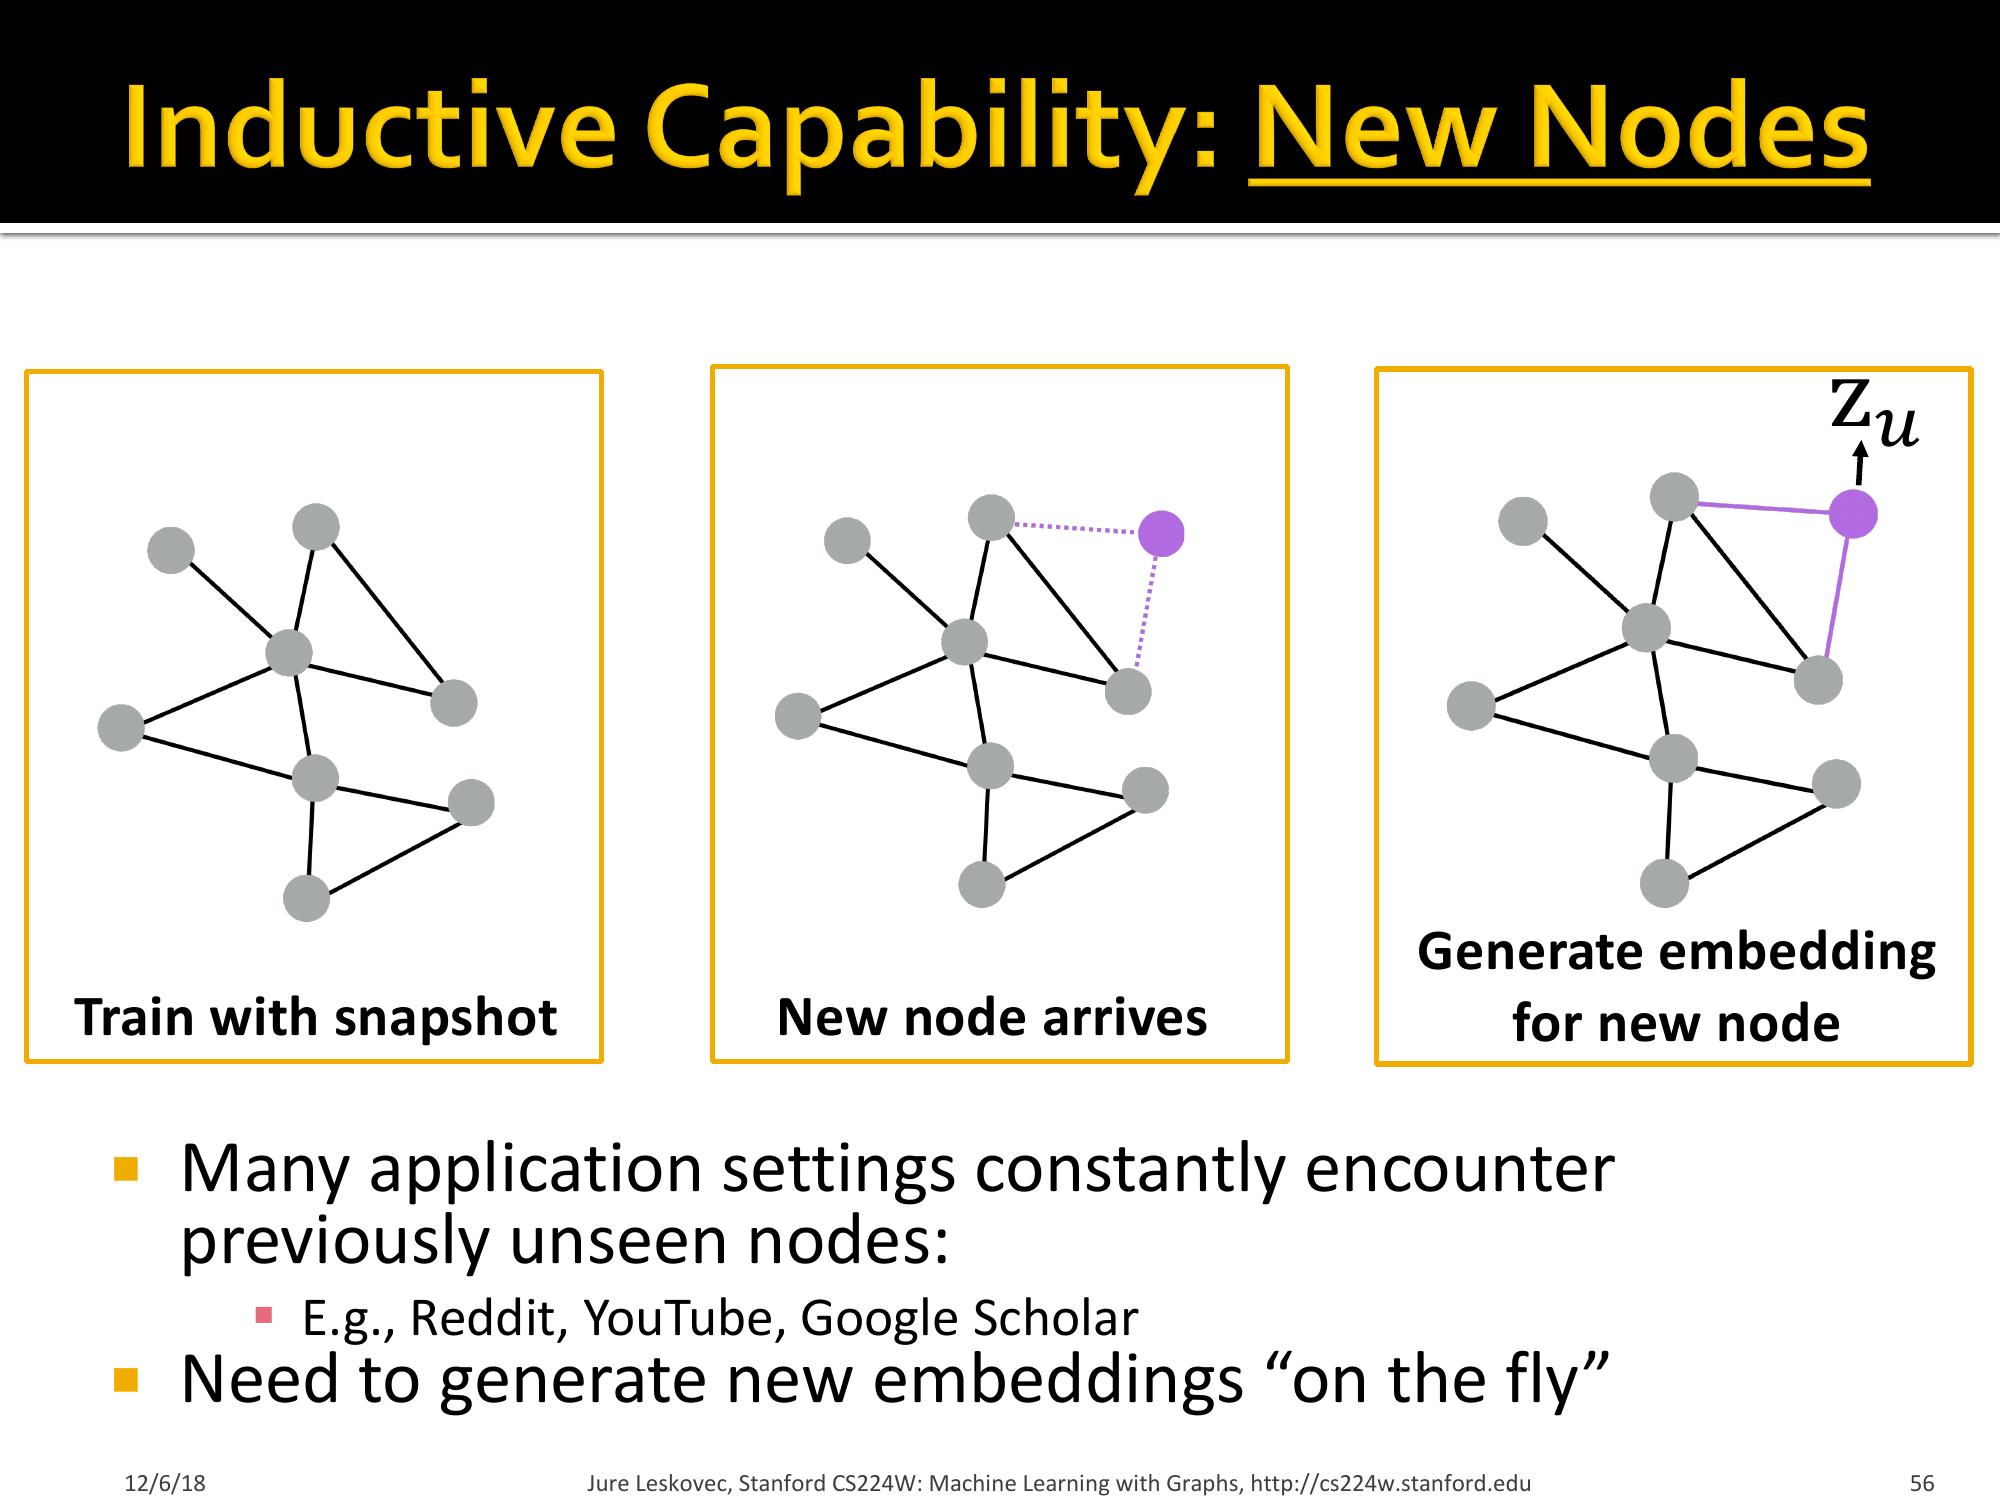 Inductive Capability: New Nodes
z_u
Train with snapshot
New node arrives
Generate embedding
for new node
Many application settings constantly encounter
previously unseen nodes:
E.g., Reddit, YouTube, Google Scholar
Need to generate new embeddings “on the fly”
12/6/18
Jure Leskovec, Stanford CS224W: Machine Learning with Graphs, http://cs224w.stanford.edu
56